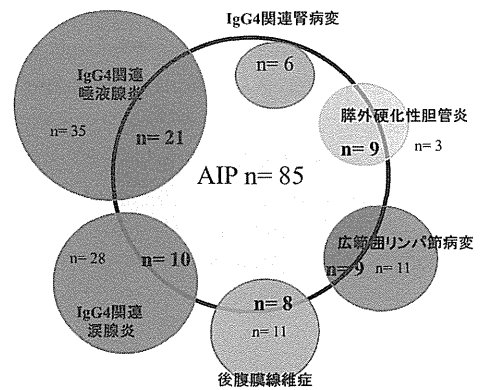 IgG4関連腎病変
n= 6
IgG4関連
唾液腺炎
n= 35
n= 21
膵外硬化性胆管炎
n= 9
n= 3
AIP n= 85
広範囲リンパ節病変
n= 9
n= 11
n= 28
n= 10
IgG4関連
涙腺炎
n= 8
n= 11
後腹膜線維症